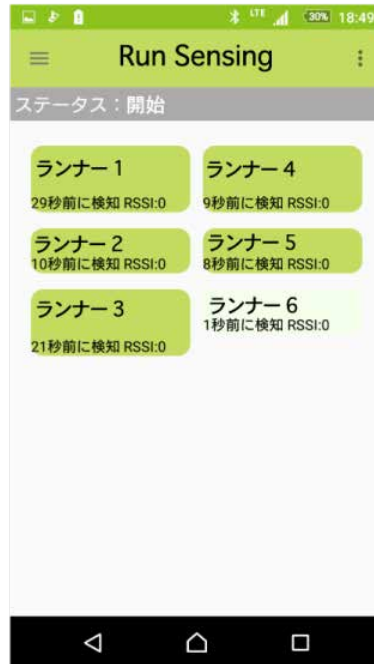 LTE 30% 18:49
Run Sensing
ステータス：開始
ランナー 1
29秒前に検知 RSSI:0
ランナー 4
9秒前に検知 RSSI:0
ランナー 2
10秒前に検知 RSSI:0
ランナー 5
8秒前に検知 RSSI:0
ランナー 3
21秒前に検知 RSSI:0
ランナー 6
1秒前に検知 RSSI:0